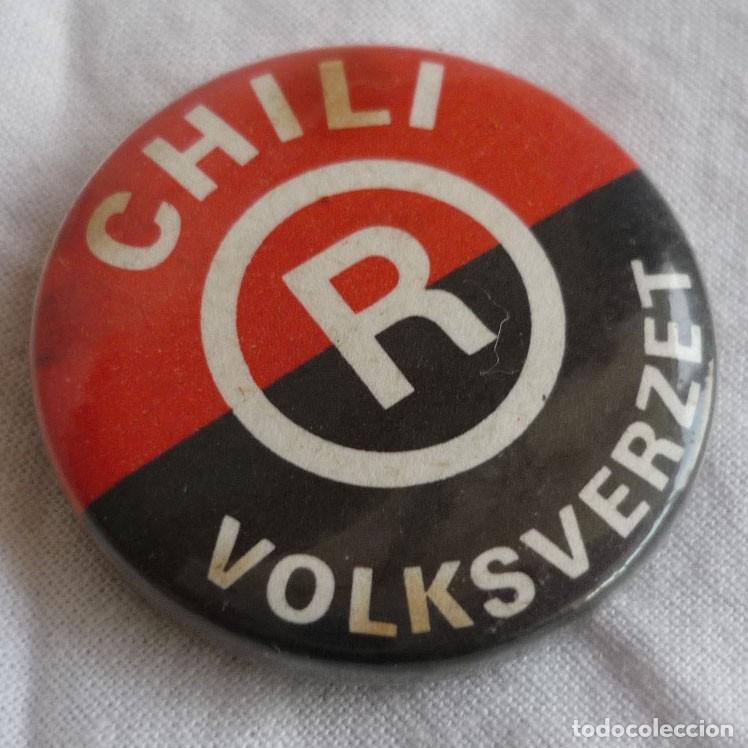 CHILI
R
VOLKSVERZET
todocoleccion